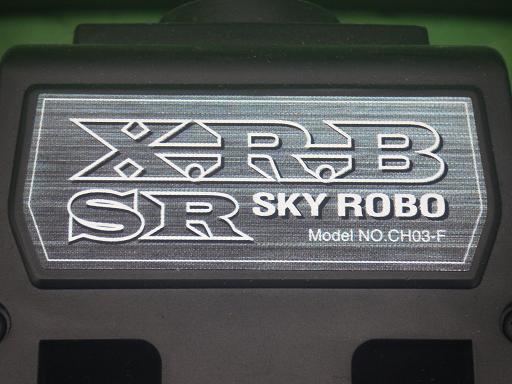 X.R.B
SR SKY ROBO
Model NO.CH03-F